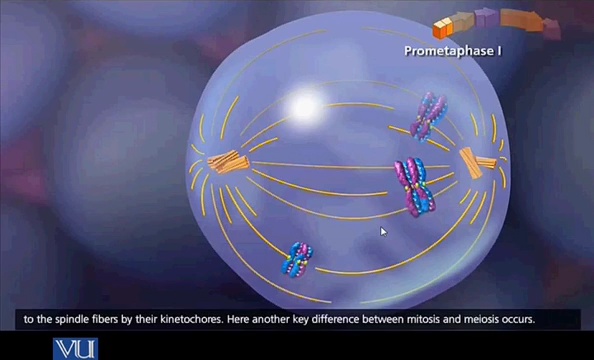 Prometaphase I
to the spindle fibers by their kinetochores. Here another key difference between mitosis and meiosis occurs.
VU